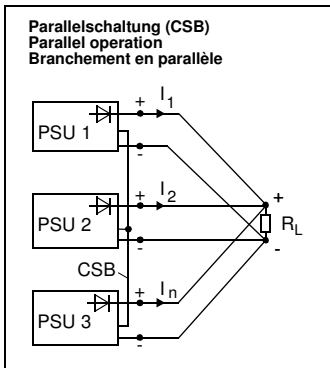 Parallelschaltung (CSB)
Parallel operation
Branchement en parallèle
+ I1
PSU 1
-
+ I2
PSU 2
-
+
RL
-
CSB
+ In
PSU 3
-